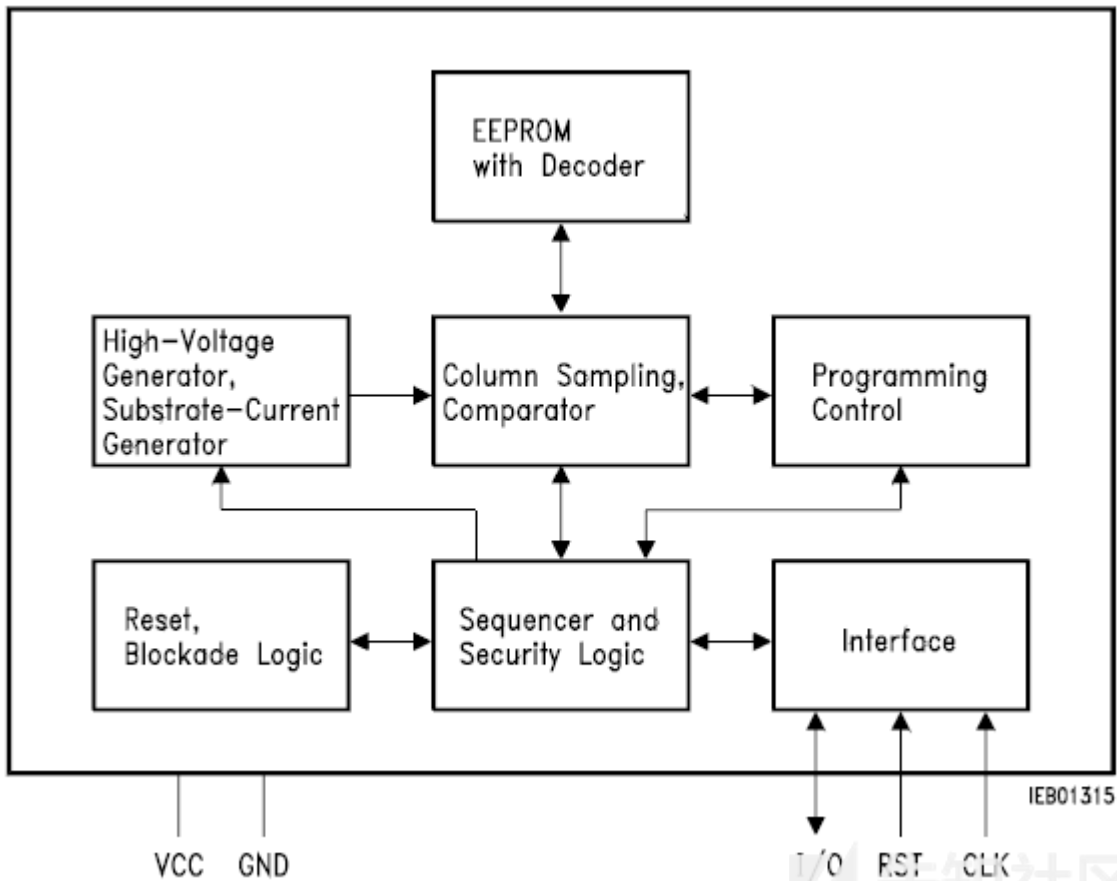 EEPROM
with Decoder
High-Voltage
Generator,
Substrate-Current
Generator
Column Sampling,
Comparator
Programming
Control
Reset,
Blockade Logic
Sequencer and
Security Logic
Interface
IEB01315
VCC GND I/O RST CLK